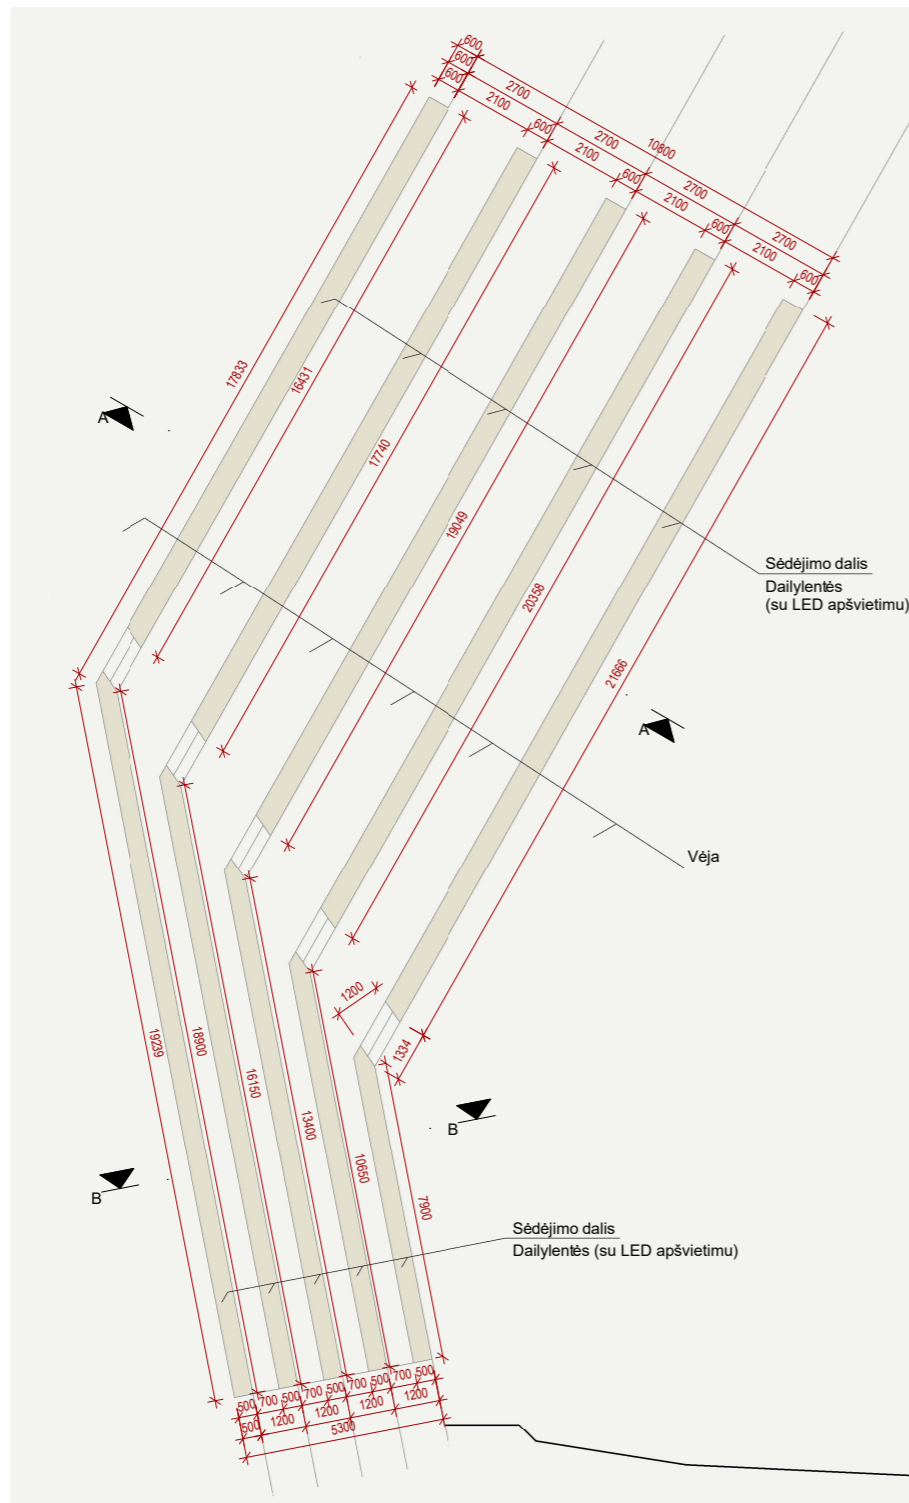 600
600
600
2700
2100
600
2700
10800
2100
600
2700
2100
600
2700
2100
600
17833
16431
A
17740
19049
Sėdėjimo dalis
Dailylentės
(su LED apšvietimu)
20358
21666
A
Vėja
1200
19239
18900
1334
16150
13400
B
10650
B
7900
Sėdėjimo dalis
Dailylentės (su LED apšvietimu)
500 700 500 700 500 700 500 700 500
500 1200 1200 1200 1200
5300